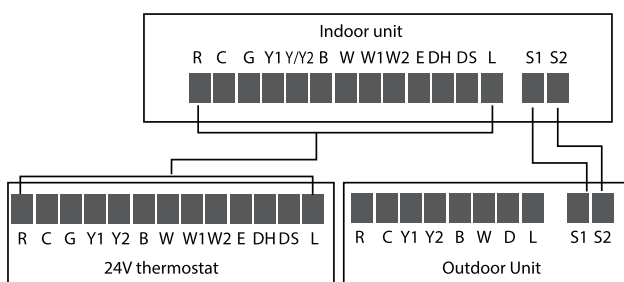 Indoor unit
R C G Y1 Y/Y2 B W W1 W2 E DH DS L S1 S2
R C G Y1 Y2 B W W1 W2 E DH DS L
24V thermostat
R C Y1 Y2 B W D L S1 S2
Outdoor Unit